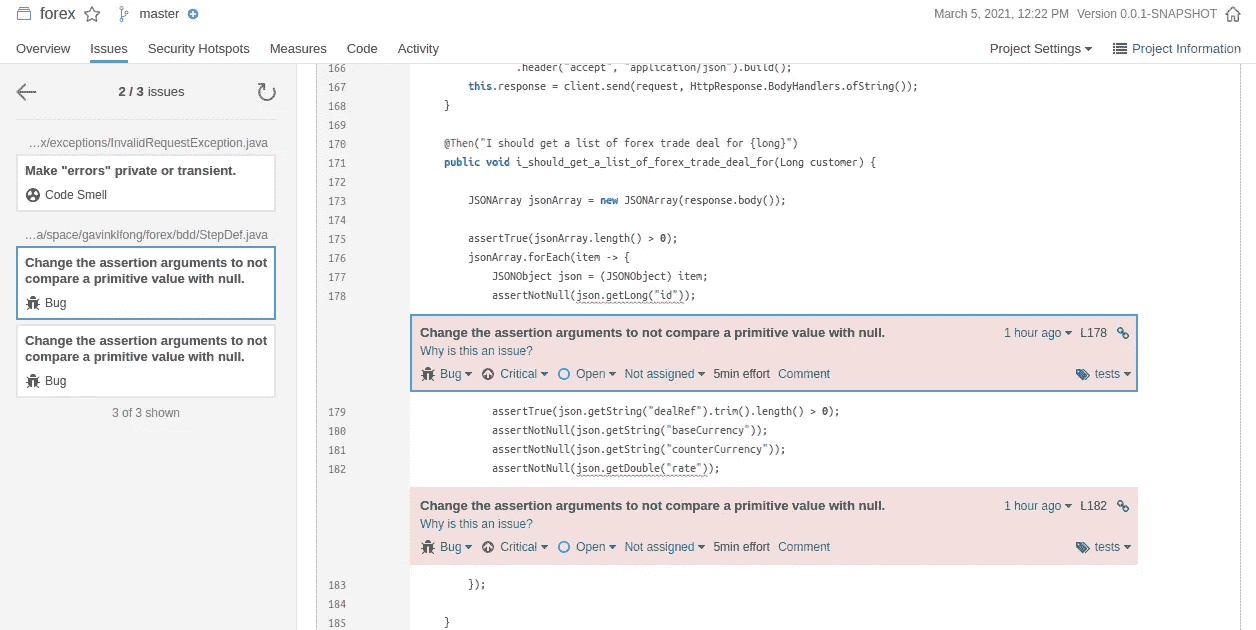 forex master March 5, 2021, 12:22 PM Version 0.0.1-SNAPSHOT
Overview Issues Security Hotspots Measures Code Activity Project Settings Project Information
2 / 3 issues
…x/exceptions/InvalidRequestException.java
Make "errors" private or transient.
Code Smell
…a/space/gavinklfong/forex/bdd/StepDef.java
Change the assertion arguments to not
compare a primitive value with null.
Bug
Change the assertion arguments to not
compare a primitive value with null.
Bug
3 of 3 shown
166 .header("accept", "application/json").build();
167 this.response = client.send(request, HttpResponse.BodyHandlers.ofString());
168 }
169
170 @Then("I should get a list of forex trade deal for {long}")
171 public void i_should_get_a_list_of_forex_trade_deal_for(Long customer) {
172
173 JSONArray jsonArray = new JSONArray(response.body());
174
175 assertTrue(jsonArray.length() > 0);
176 jsonArray.forEach(item -> {
177 JSONObject json = (JSONObject) item;
178 assertNotNull(json.getLong("id"));
Change the assertion arguments to not compare a primitive value with null. 1 hour ago L178
Why is this an issue?
Bug Critical Open Not assigned 5min effort Comment tests
179 assertTrue(json.getString("dealRef").trim().length() > 0);
180 assertNotNull(json.getString("baseCurrency"));
181 assertNotNull(json.getString("counterCurrency"));
182 assertNotNull(json.getDouble("rate"));
Change the assertion arguments to not compare a primitive value with null. 1 hour ago L182
Why is this an issue?
Bug Critical Open Not assigned 5min effort Comment tests
183 });
184
185 }